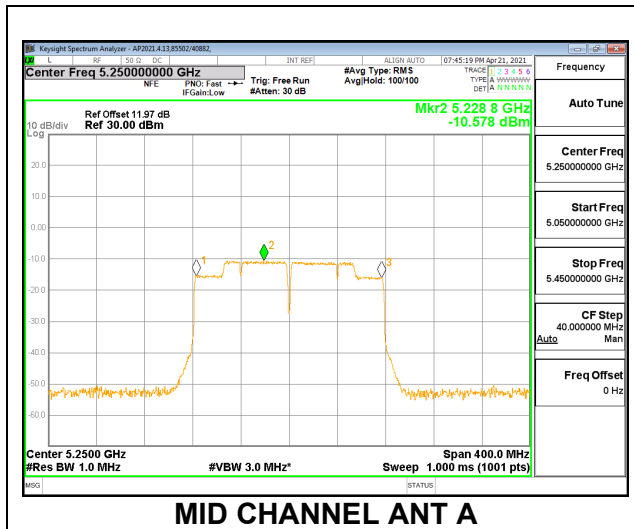 Keysight Spectrum Analyzer - AP2021.4.13,85502/40882,
L RF 50 Ω DC INT REF ALIGN AUTO 07:45:19 PM Apr 21, 2021
Center Freq 5.250000000 GHz
NFE PNO: Fast IFGain:Low
Trig: Free Run
#Atten: 30 dB
#Avg Type: RMS
Avg|Hold: 100/100
TRACE 1 2 3 4 5 6
TYPE A WWWWW
DET A N N N N N
Ref Offset 11.97 dB
10 dB/div Ref 30.00 dBm
Log
Mkr2 5.228 8 GHz
-10.578 dBm
20.0
10.0
0.00
-10.0
-20.0
-30.0
-40.0
-50.0
-60.0
1
2
3
Center 5.2500 GHz Span 400.0 MHz
#Res BW 1.0 MHz #VBW 3.0 MHz* Sweep 1.000 ms (1001 pts)
MSG STATUS
Frequency
Auto Tune
Center Freq
5.250000000 GHz
Start Freq
5.050000000 GHz
Stop Freq
5.450000000 GHz
CF Step
40.000000 MHz
Auto Man
Freq Offset
0 Hz
MID CHANNEL ANT A